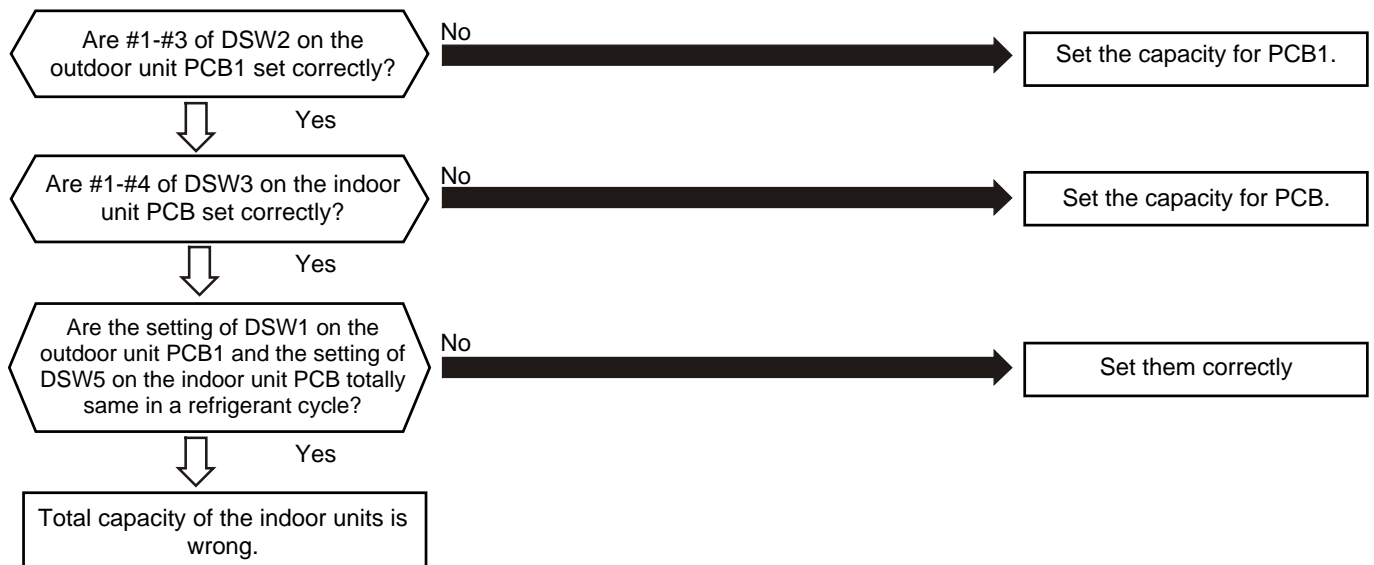 Are #1-#3 of DSW2 on the
outdoor unit PCB1 set correctly?
No
Set the capacity for PCB1.
Yes
Are #1-#4 of DSW3 on the indoor
unit PCB set correctly?
No
Set the capacity for PCB.
Yes
Are the setting of DSW1 on the
outdoor unit PCB1 and the setting of
DSW5 on the indoor unit PCB totally
same in a refrigerant cycle?
No
Set them correctly
Yes
Total capacity of the indoor units is
wrong.